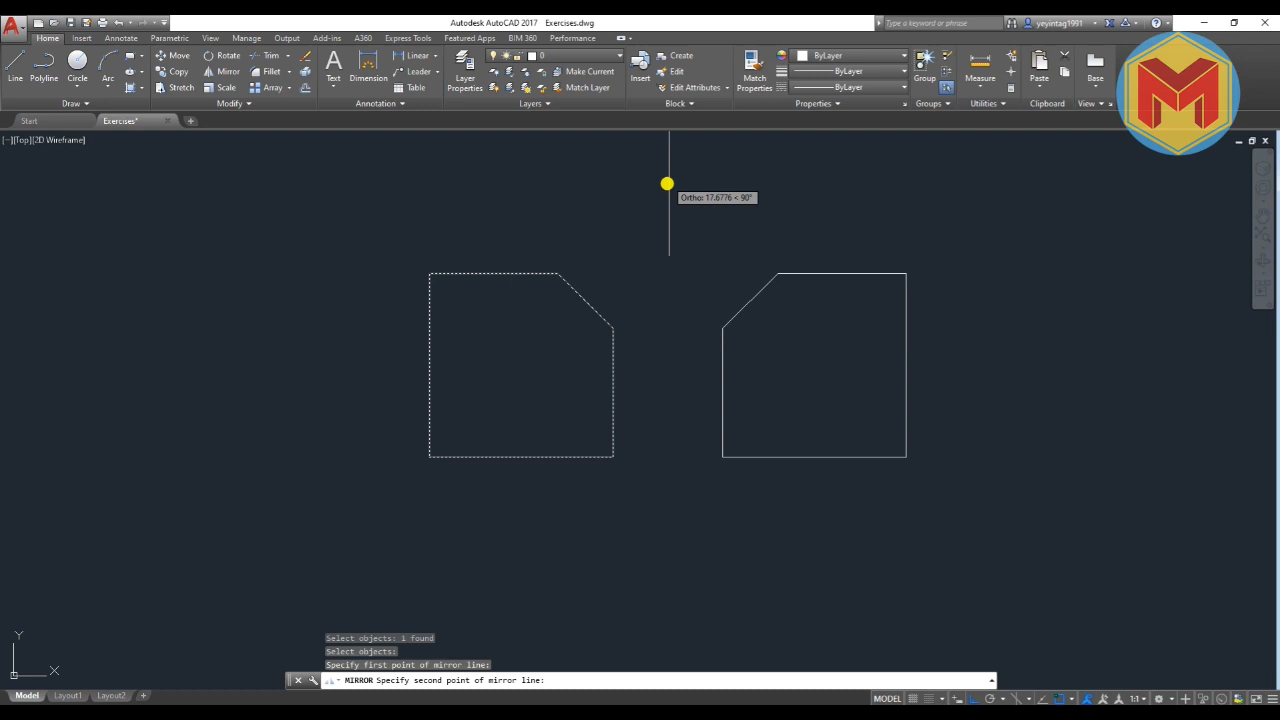 Autodesk AutoCAD 2017 Exercises.dwg
Type a keyword or phrase
yeyintag1991
Home Insert Annotate Parametric View Manage Output Add-ins A360 Express Tools Featured Apps BIM 360 Performance
Line Polyline Circle Arc
Move Rotate Trim
Copy Mirror Fillet
Stretch Scale Array
Text Dimension
Linear
Leader
Table
Layer Properties
0
Make Current
Match Layer
Insert
Create
Edit
Edit Attributes
Match Properties
ByLayer
ByLayer
ByLayer
Group
Measure
Paste
Base
Draw Modify Annotation Layers Block Properties Groups Utilities Clipboard View
Start Exercises*
[−][Top][2D Wireframe]
Ortho: 17.6776 < 90°
Y
X
Select objects: 1 found
Select objects:
Specify first point of mirror line:
MIRROR Specify second point of mirror line:
Model Layout1 Layout2
MODEL
1:1